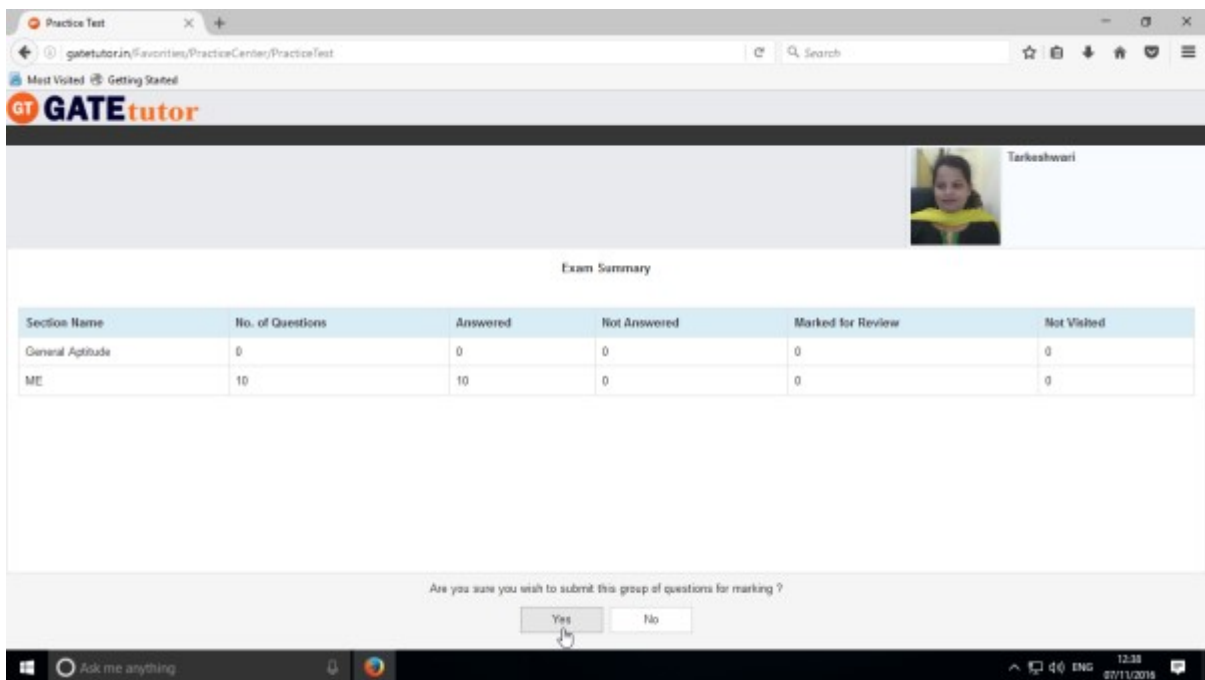 Practice Test
gatetutor.in/Favorities/PracticeCenter/PracticeTest
Search
Most Visited Getting Started
GT GATEtutor
Tarkeshwari
Exam Summary
Section Name No. of Questions Answered Not Answered Marked for Review Not Visited
General Aptitude 0 0 0 0 0
ME 10 10 0 0 0
Are you sure you wish to submit this group of questions for marking ?
Yes No
Ask me anything
ENG 12:38
07/11/2016